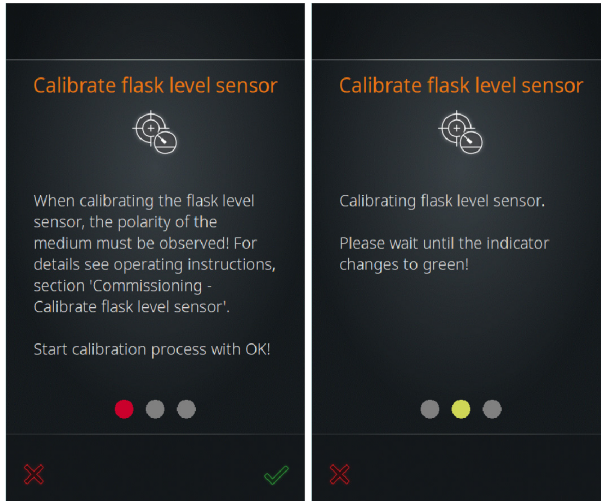 Calibrate flask level sensor
When calibrating the flask level
sensor, the polarity of the
medium must be observed! For
details see operating instructions,
section 'Commissioning -
Calibrate flask level sensor'.
Start calibration process with OK!
Calibrate flask level sensor
Calibrating flask level sensor.
Please wait until the indicator
changes to green!